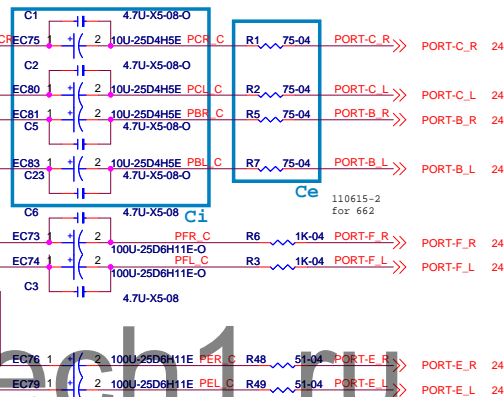 C1 4.7U-X5-08-O
CR EC75 1 + 2 10U-25D4H5E PCR_C R1 75-04 PORT-C_R PORT-C_R 24
C2 4.7U-X5-08-O
EC80 1 + 2 10U-25D4H5E PCL_C R2 75-04 PORT-C_L PORT-C_L 24
EC81 1 + 2 10U-25D4H5E PBR_C R5 75-04 PORT-B_R PORT-B_R 24
C5 4.7U-X5-08-O
EC83 1 + 2 10U-25D4H5E PBL_C R7 75-04 PORT-B_L PORT-B_L 24
C23 4.7U-X5-08-O
Ce 110615-2
for 662
C6 4.7U-X5-08 Ci
EC73 1 + 2 PFR_C R6 1K-04 PORT-F_R PORT-F_R 24
100U-25D6H11E-O
EC74 1 + 2 PFL_C R3 1K-04 PORT-F_L PORT-F_L 24
100U-25D6H11E-O
C3 4.7U-X5-08
ech1.ru
EC76 1 + 2 100U-25D6H11E PER_C R48 51-04 PORT-E_R PORT-E_R 24
EC79 1 + 2 100U-25D6H11E PEL_C R49 51-04 PORT-E_L PORT-E_L 24